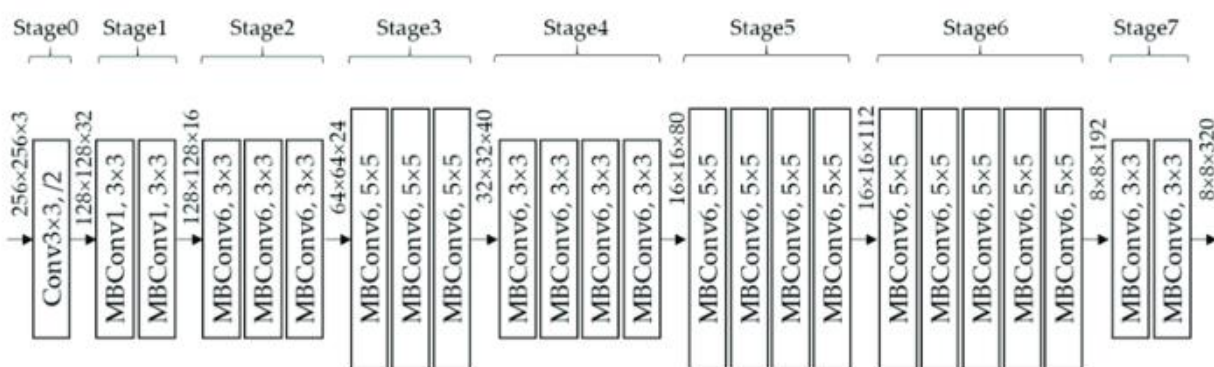 Stage0
Stage1
Stage2
Stage3
Stage4
Stage5
Stage6
Stage7
256×256×3
Conv3×3, /2
128×128×32
MBConv1, 3×3
MBConv1, 3×3
128×128×16
MBConv6, 3×3
MBConv6, 3×3
MBConv6, 3×3
64×64×24
MBConv6, 5×5
MBConv6, 5×5
MBConv6, 5×5
32×32×40
MBConv6, 3×3
MBConv6, 3×3
MBConv6, 3×3
MBConv6, 3×3
16×16×80
MBConv6, 5×5
MBConv6, 5×5
MBConv6, 5×5
MBConv6, 5×5
16×16×112
MBConv6, 5×5
MBConv6, 5×5
MBConv6, 5×5
MBConv6, 5×5
MBConv6, 5×5
8×8×192
MBConv6, 3×3
MBConv6, 3×3
8×8×320